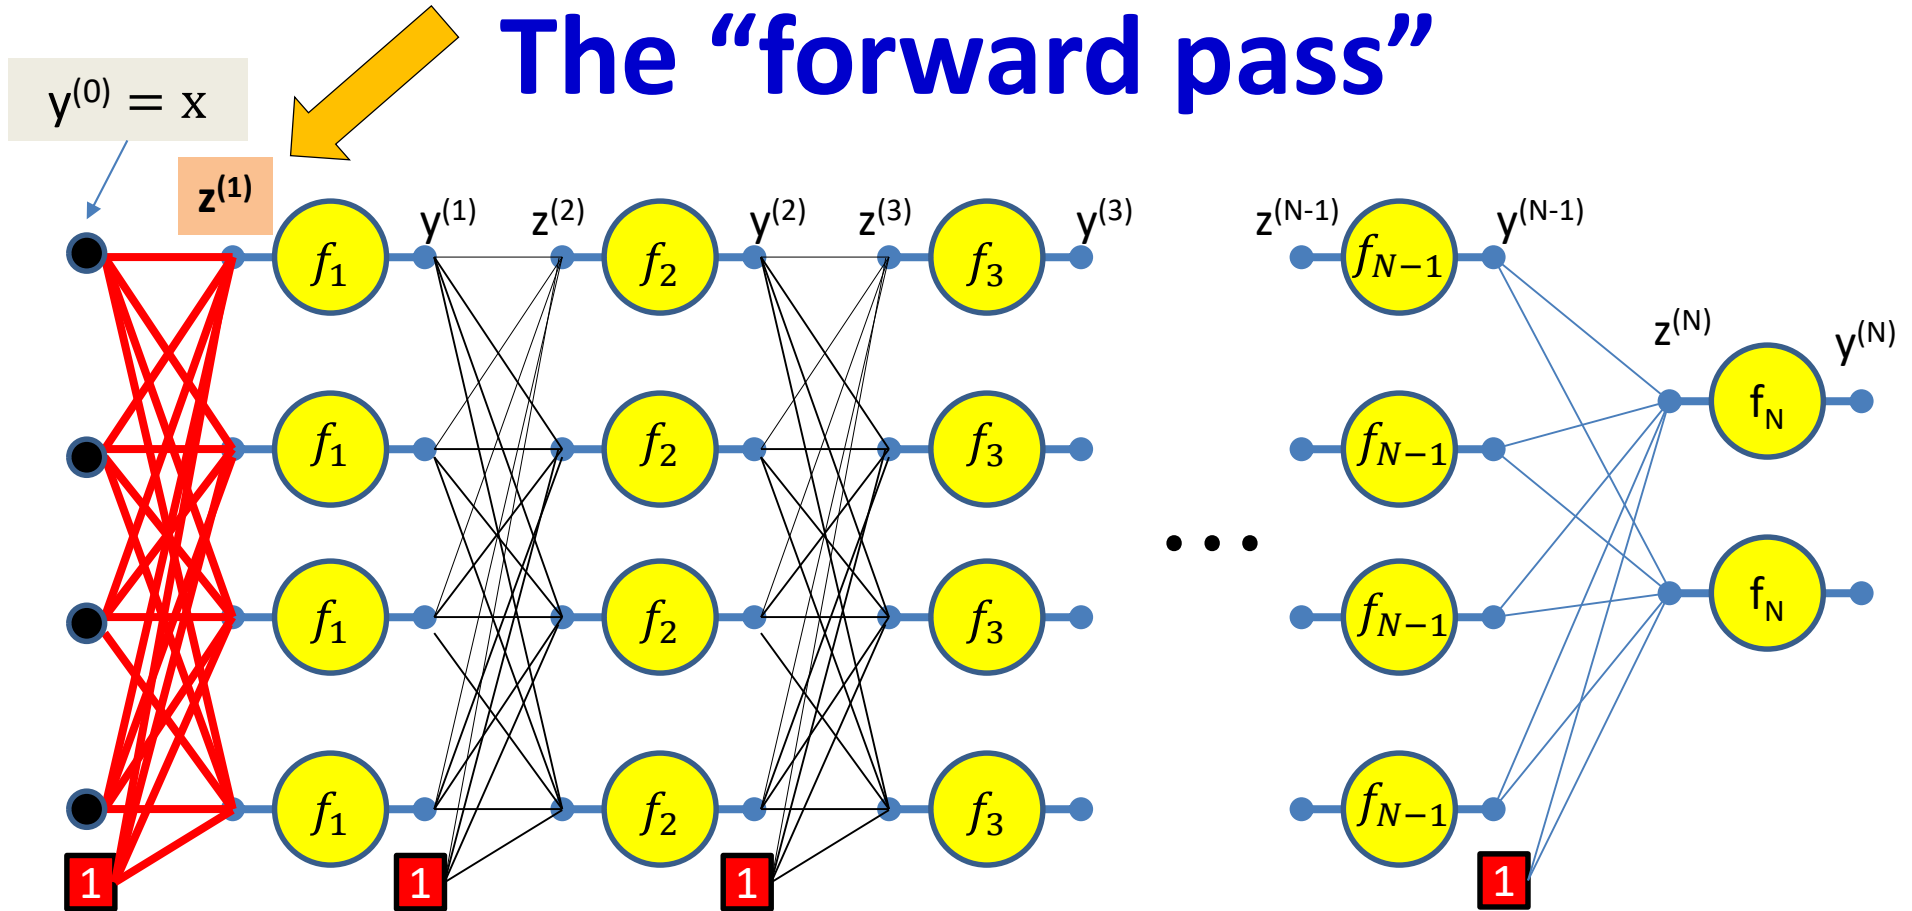 The “forward pass”
y(0) = x
z(1)
y(1) z(2) y(2) z(3) y(3) z(N-1) y(N-1)
f1 f2 f3 fN−1
z(N) y(N)
fN
f1 f2 f3 fN−1
...
f1 f2 f3 fN−1
fN
f1 f2 f3 fN−1
1 1 1 1